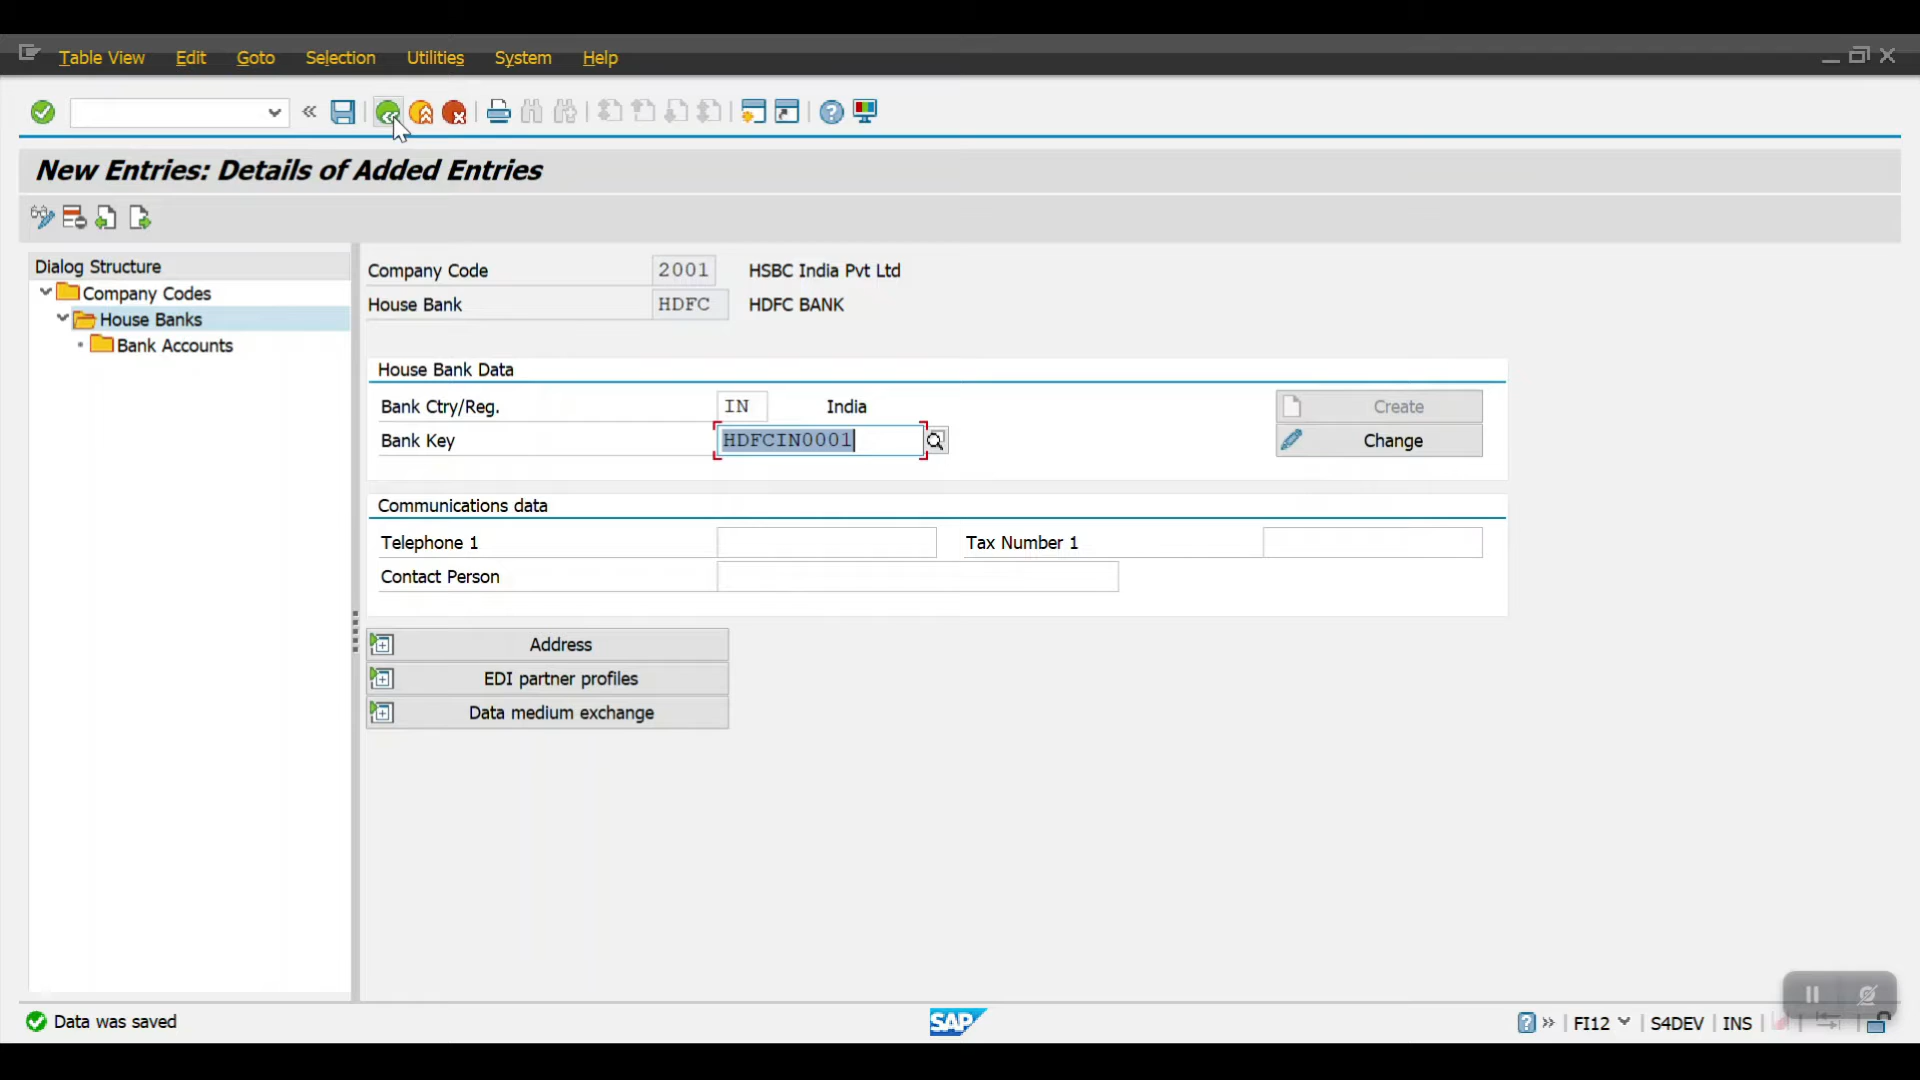 Table View Edit Goto Selection Utilities System Help
New Entries: Details of Added Entries
Dialog Structure
Company Codes
House Banks
Bank Accounts
Company Code 2001 HSBC India Pvt Ltd
House Bank HDFC HDFC BANK
House Bank Data
Bank Ctry/Reg. IN India Create
Bank Key HDFCIN0001 Change
Communications data
Telephone 1 Tax Number 1
Contact Person
Address
EDI partner profiles
Data medium exchange
Data was saved SAP FI12 S4DEV INS